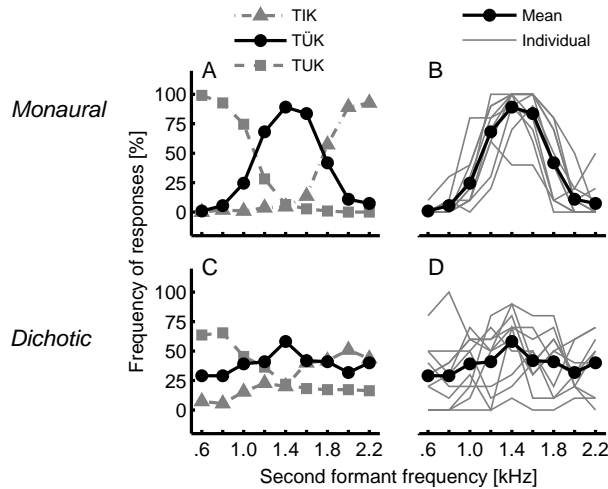 TIK
TÜK
TUK
Mean
Individual
Monaural
Dichotic
Frequency of responses [%]
A
100
75
50
25
0
B
C
100
75
50
25
0
D
.6 1.0 1.4 1.8 2.2
.6 1.0 1.4 1.8 2.2
Second formant frequency [kHz]